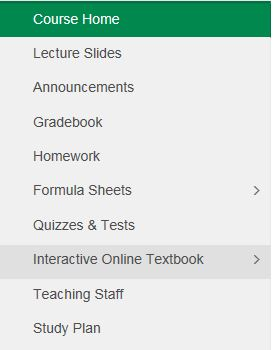 Course Home
Lecture Slides
Announcements
Gradebook
Homework
Formula Sheets
Quizzes & Tests
Interactive Online Textbook
Teaching Staff
Study Plan